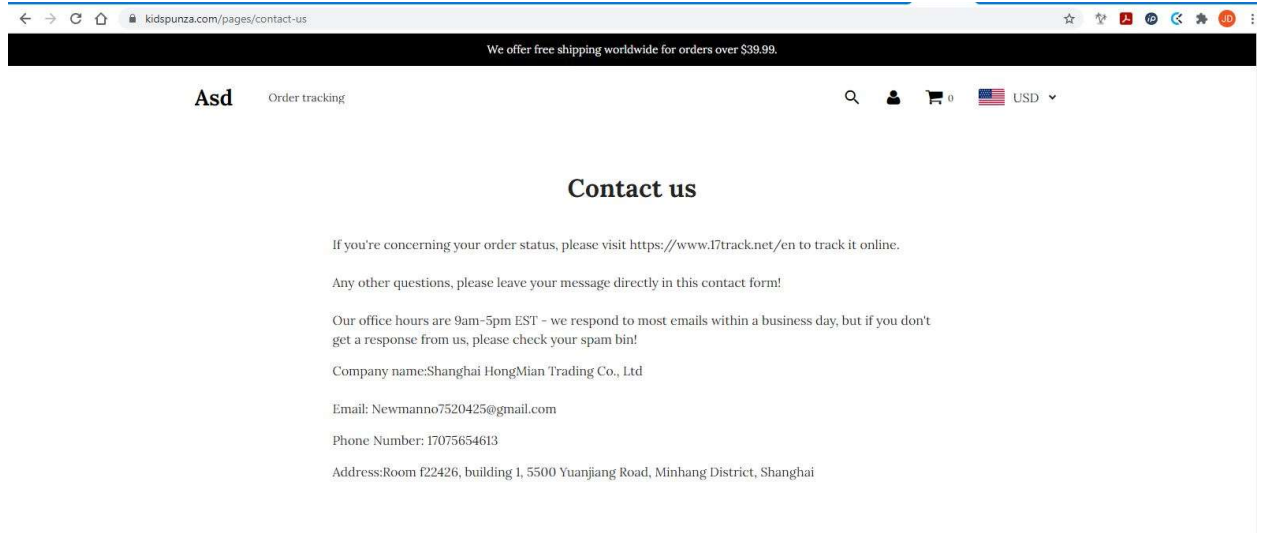 kidspunza.com/pages/contact-us
JD
We offer free shipping worldwide for orders over $39.99.
Asd Order tracking 0 USD
Contact us
If you're concerning your order status, please visit https://www.17track.net/en to track it online.
Any other questions, please leave your message directly in this contact form!
Our office hours are 9am-5pm EST - we respond to most emails within a business day, but if you don't
get a response from us, please check your spam bin!
Company name:Shanghai HongMian Trading Co., Ltd
Email: Newmanno7520425@gmail.com
Phone Number: 17075654613
Address:Room f22426, building 1, 5500 Yuanjiang Road, Minhang District, Shanghai